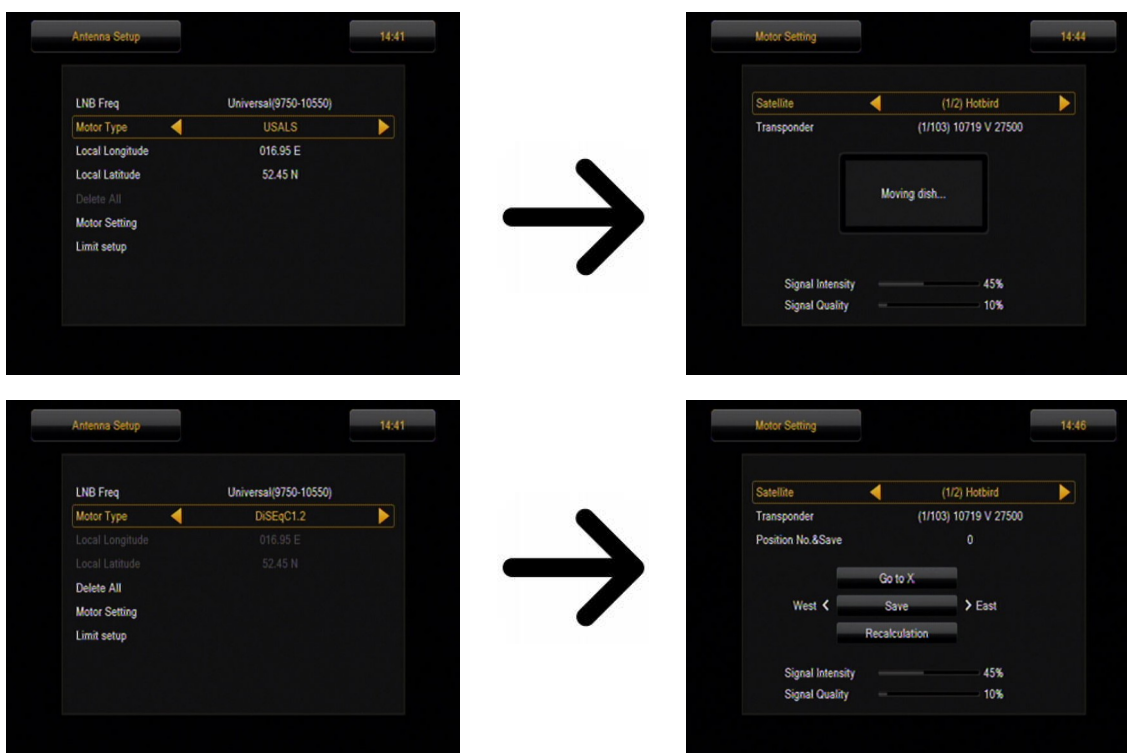 Antenna Setup 14:41
LNB Freq Universal(9750-10550)
Motor Type USALS
Local Longitude 016.95 E
Local Latitude 52.45 N
Delete All
Motor Setting
Limit setup
Motor Setting 14:44
Satellite (1/2) Hotbird
Transponder (1/103) 10719 V 27500
Moving dish...
Signal Intensity 45%
Signal Quality 10%
Antenna Setup 14:41
LNB Freq Universal(9750-10550)
Motor Type DiSEqC1.2
Local Longitude 016.95 E
Local Latitude 52.45 N
Delete All
Motor Setting
Limit setup
Motor Setting 14:46
Satellite (1/2) Hotbird
Transponder (1/103) 10719 V 27500
Position No.&Save 0
Go to X
West < Save > East
Recalculation
Signal Intensity 45%
Signal Quality 10%